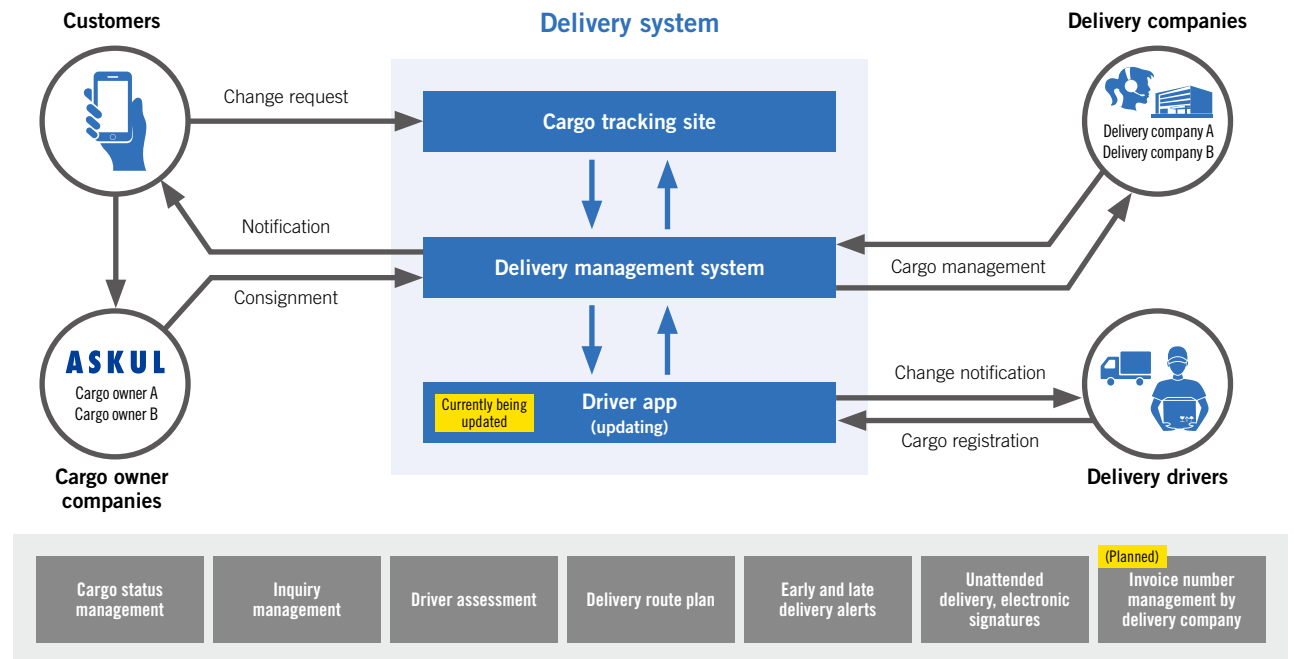 Customers
Delivery system
Delivery companies
Change request
Cargo tracking site
Delivery company A
Delivery company B
Notification
Delivery management system
Cargo management
Consignment
ASKUL
Cargo owner A
Cargo owner B
Cargo owner
companies
Currently being
updated
Driver app
(updating)
Change notification
Cargo registration
Delivery drivers
Cargo status
management
Inquiry
management
Driver assessment
Delivery route plan
Early and late
delivery alerts
Unattended
delivery, electronic
signatures
(Planned)
Invoice number
management by
delivery company